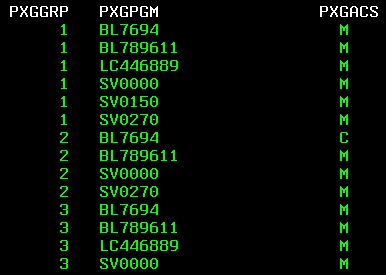 PXGGRP PXGPGM PXGACS
1 BL7694 M
1 BL789611 M
1 LC446889 M
1 SV0000 M
1 SV0150 M
1 SV0270 M
2 BL7694 C
2 BL789611 M
2 SV0000 M
2 SV0270 M
3 BL7694 M
3 BL789611 M
3 LC446889 M
3 SV0000 M